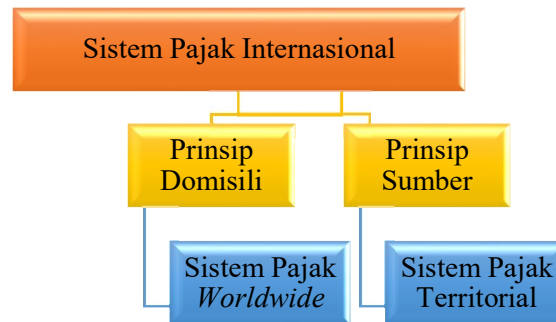 Sistem Pajak Internasional
Prinsip
Domisili
Prinsip
Sumber
Sistem Pajak
Worldwide
Sistem Pajak
Territorial